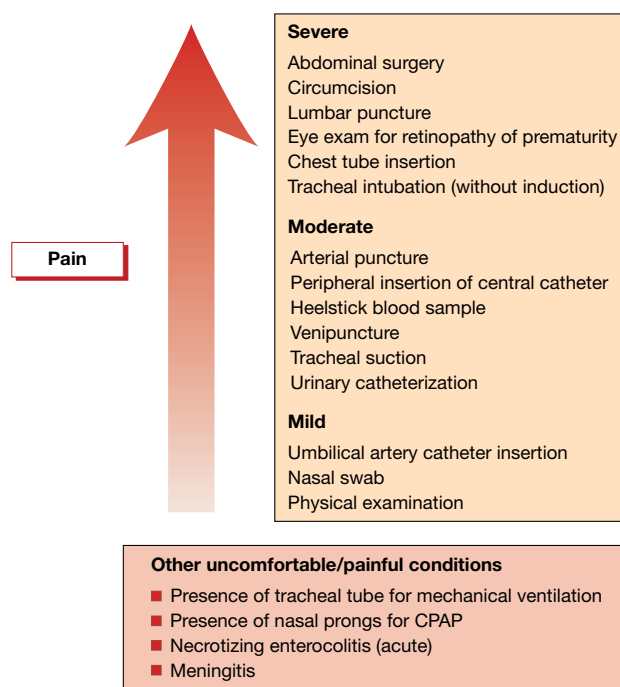 Severe
Abdominal surgery
Circumcision
Lumbar puncture
Eye exam for retinopathy of prematurity
Chest tube insertion
Tracheal intubation (without induction)
Pain
Moderate
Arterial puncture
Peripheral insertion of central catheter
Heelstick blood sample
Venipuncture
Tracheal suction
Urinary catheterization
Mild
Umbilical artery catheter insertion
Nasal swab
Physical examination
Other uncomfortable/painful conditions
Presence of tracheal tube for mechanical ventilation
Presence of nasal prongs for CPAP
Necrotizing enterocolitis (acute)
Meningitis